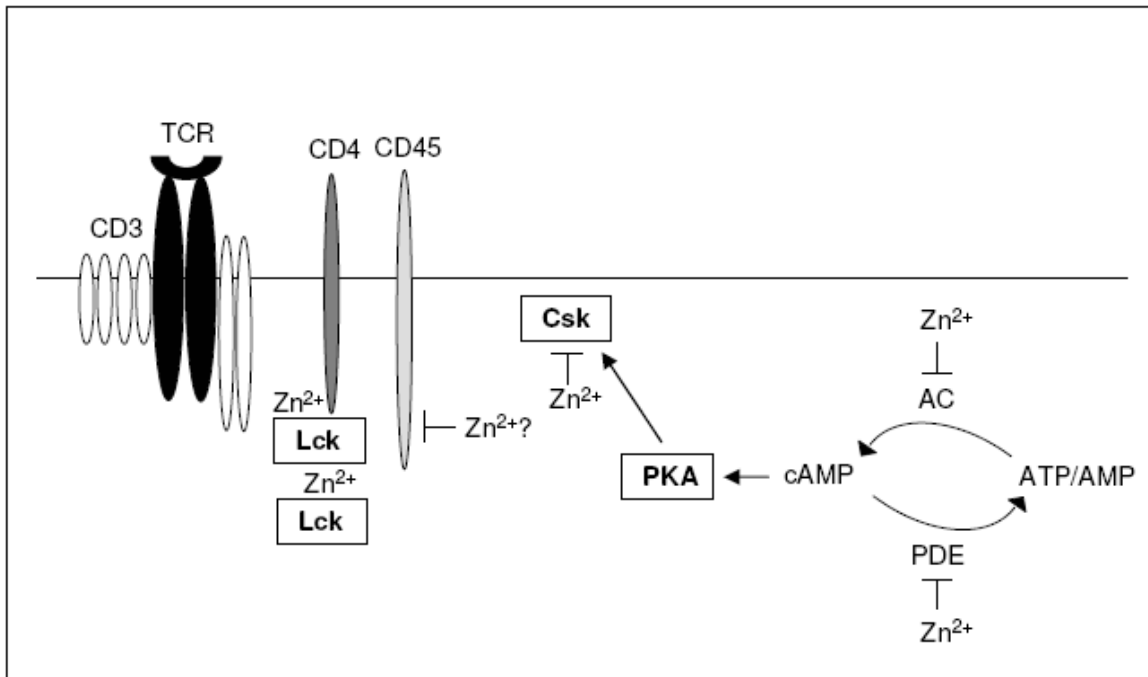 TCR
CD4
CD45
CD3
Csk
Zn²⁺
Zn²⁺
Zn²⁺
AC
Zn²⁺?
Lck
Zn²⁺
Lck
PKA
cAMP
ATP/AMP
PDE
Zn²⁺